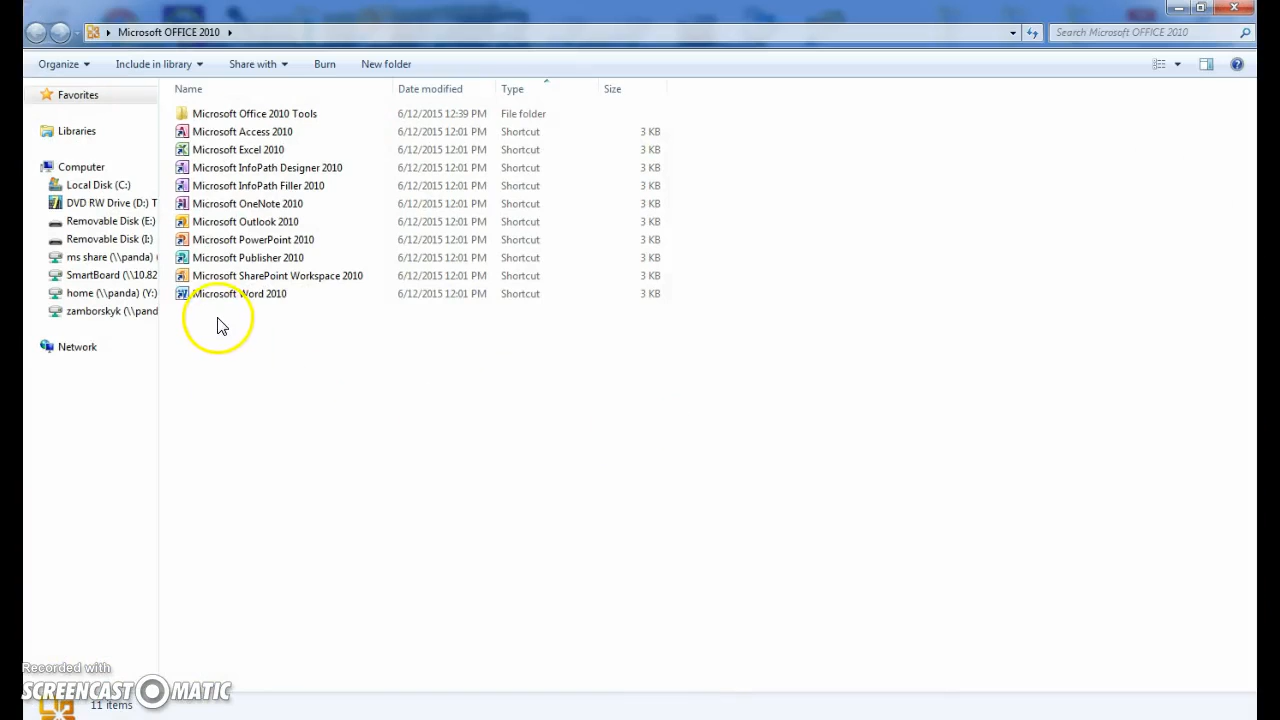 Microsoft OFFICE 2010
Search Microsoft OFFICE 2010
Organize Include in library Share with Burn New folder
Name Date modified Type Size
Favorites
Libraries
Computer
Local Disk (C:)
DVD RW Drive (D:) T
Removable Disk (E:)
Removable Disk (I:)
ms share (\\panda) (
SmartBoard (\\10.82
home (\\panda) (Y:)
zamborskyk (\\pand
Network
Microsoft Office 2010 Tools 6/12/2015 12:39 PM File folder
Microsoft Access 2010 6/12/2015 12:01 PM Shortcut 3 KB
Microsoft Excel 2010 6/12/2015 12:01 PM Shortcut 3 KB
Microsoft InfoPath Designer 2010 6/12/2015 12:01 PM Shortcut 3 KB
Microsoft InfoPath Filler 2010 6/12/2015 12:01 PM Shortcut 3 KB
Microsoft OneNote 2010 6/12/2015 12:01 PM Shortcut 3 KB
Microsoft Outlook 2010 6/12/2015 12:01 PM Shortcut 3 KB
Microsoft PowerPoint 2010 6/12/2015 12:01 PM Shortcut 3 KB
Microsoft Publisher 2010 6/12/2015 12:01 PM Shortcut 3 KB
Microsoft SharePoint Workspace 2010 6/12/2015 12:01 PM Shortcut 3 KB
Microsoft Word 2010 6/12/2015 12:01 PM Shortcut 3 KB
Recorded with
SCREENCAST MATIC
11 items